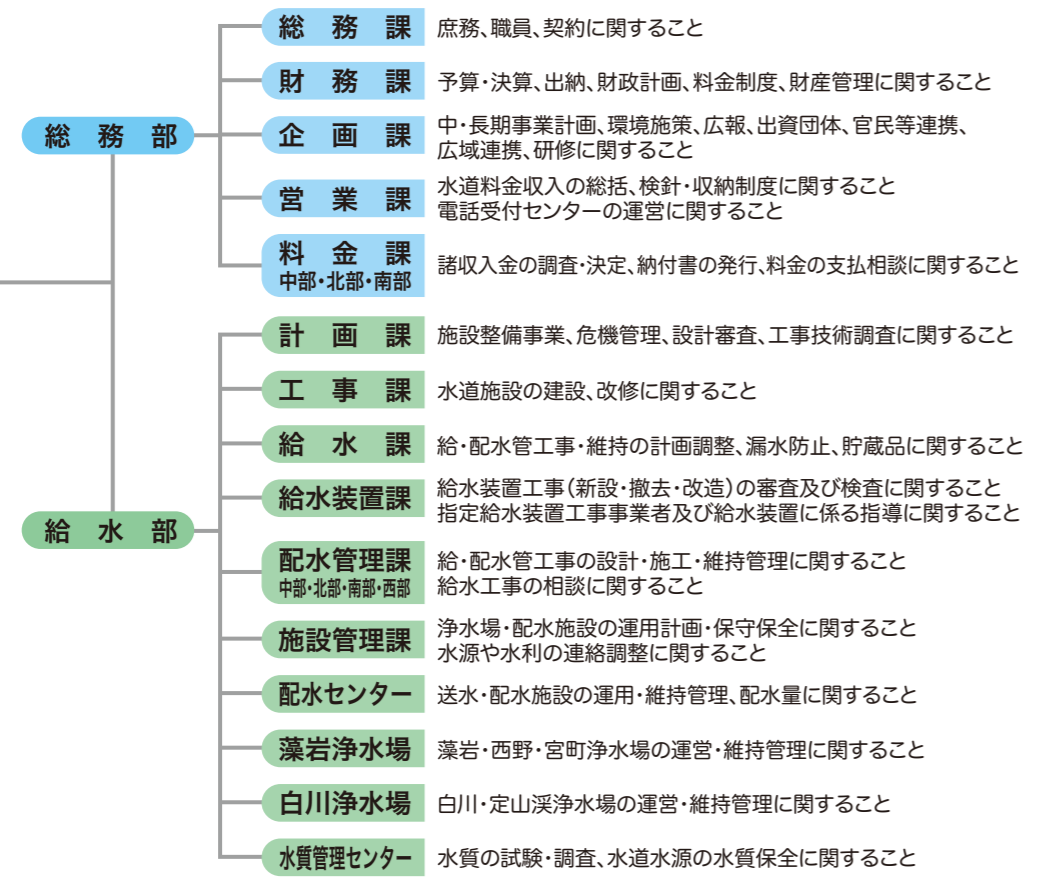 総務部
総務課
庶務、職員、契約に関すること
財務課
予算・決算、出納、財政計画、料金制度、財産管理に関すること
企画課
中・長期事業計画、環境施策、広報、出資団体、官民等連携、
広域連携、研修に関すること
営業課
水道料金収入の総括、検針・収納制度に関すること
電話受付センターの運営に関すること
料金課
中部・北部・南部
諸収入金の調査・決定、納付書の発行、料金の支払相談に関すること
給水部
計画課
施設整備事業、危機管理、設計審査、工事技術調査に関すること
工事課
水道施設の建設、改修に関すること
給水課
給・配水管工事・維持の計画調整、漏水防止、貯蔵品に関すること
給水装置課
給水装置工事（新設・撤去・改造）の審査及び検査に関すること
指定給水装置工事事業者及び給水装置に係る指導に関すること
配水管理課
中部・北部・南部・西部
給・配水管工事の設計・施工・維持管理に関すること
給水工事の相談に関すること
施設管理課
浄水場・配水施設の運用計画・保守保全に関すること
水源や水利の連絡調整に関すること
配水センター
送水・配水施設の運用・維持管理、配水量に関すること
藻岩浄水場
藻岩・西野・宮町浄水場の運営・維持管理に関すること
白川浄水場
白川・定山渓浄水場の運営・維持管理に関すること
水質管理センター
水質の試験・調査、水道水源の水質保全に関すること